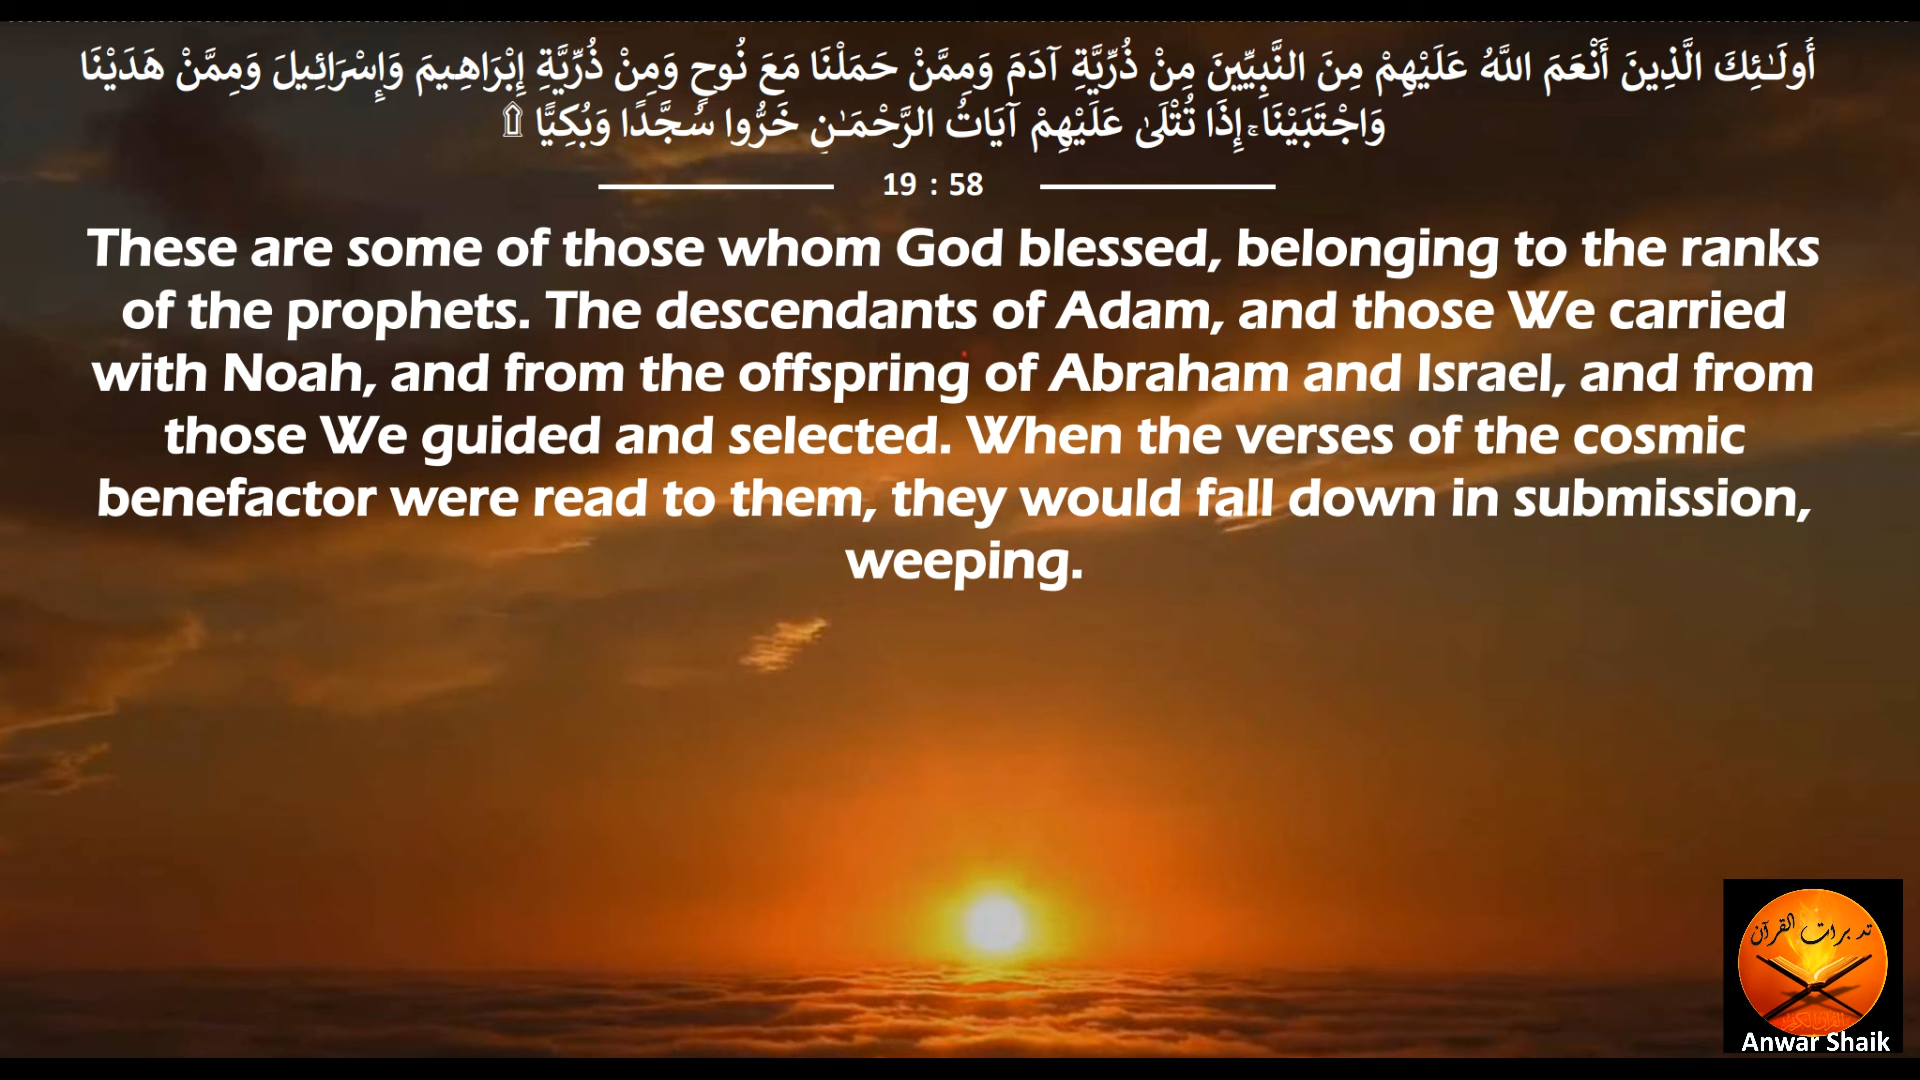 أُولَـٰئِكَ الَّذِينَ أَنْعَمَ اللَّهُ عَلَيْهِمْ مِنَ النَّبِيِّينَ مِنْ ذُرِّيَّةِ آدَمَ وَمِمَّنْ حَمَلْنَا مَعَ نُوحٍ وَمِنْ ذُرِّيَّةِ إِبْرَاهِيمَ وَإِسْرَائِيلَ وَمِمَّنْ هَدَيْنَا
وَاجْتَبَيْنَا ۚ إِذَا تُتْلَىٰ عَلَيْهِمْ آيَاتُ الرَّحْمَـٰنِ خَرُّوا سُجَّدًا وَبُكِيًّا ۩
19 : 58
These are some of those whom God blessed, belonging to the ranks
of the prophets. The descendants of Adam, and those We carried
with Noah, and from the offspring of Abraham and Israel, and from
those We guided and selected. When the verses of the cosmic
benefactor were read to them, they would fall down in submission,
weeping.
تدبرات القرآن
Anwar Shaik